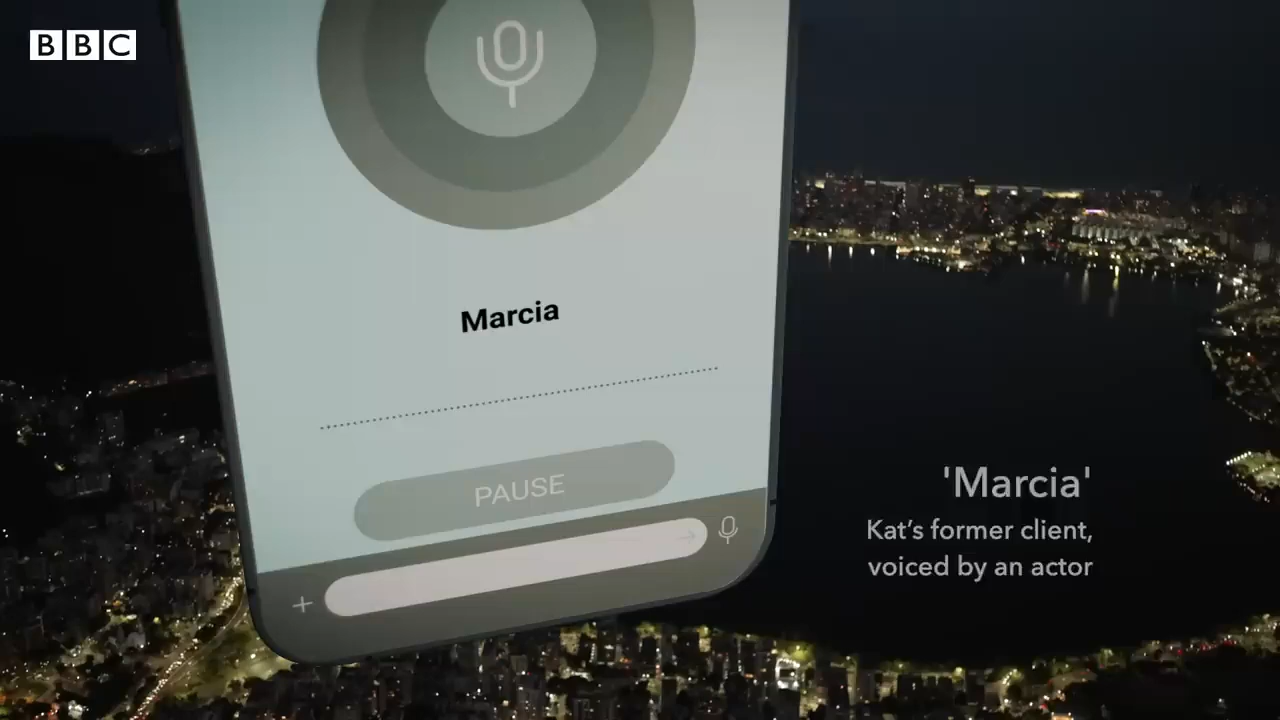 BBC
Marcia
PAUSE
'Marcia'
Kat's former client,
voiced by an actor